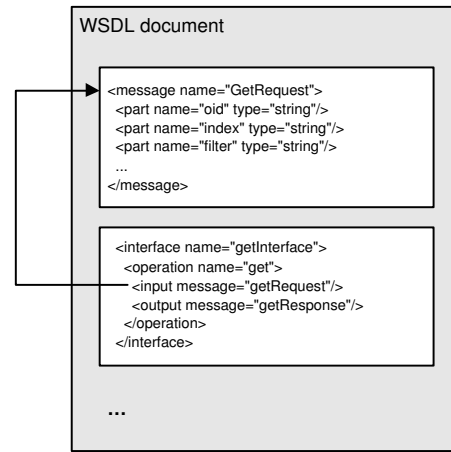 WSDL document
<message name="GetRequest">
<part name="oid" type="string"/>
<part name="index" type="string"/>
<part name="filter" type="string"/>
...
</message>
<interface name="getInterface">
<operation name="get">
<input message="getRequest"/>
<output message="getResponse"/>
</operation>
</interface>
...